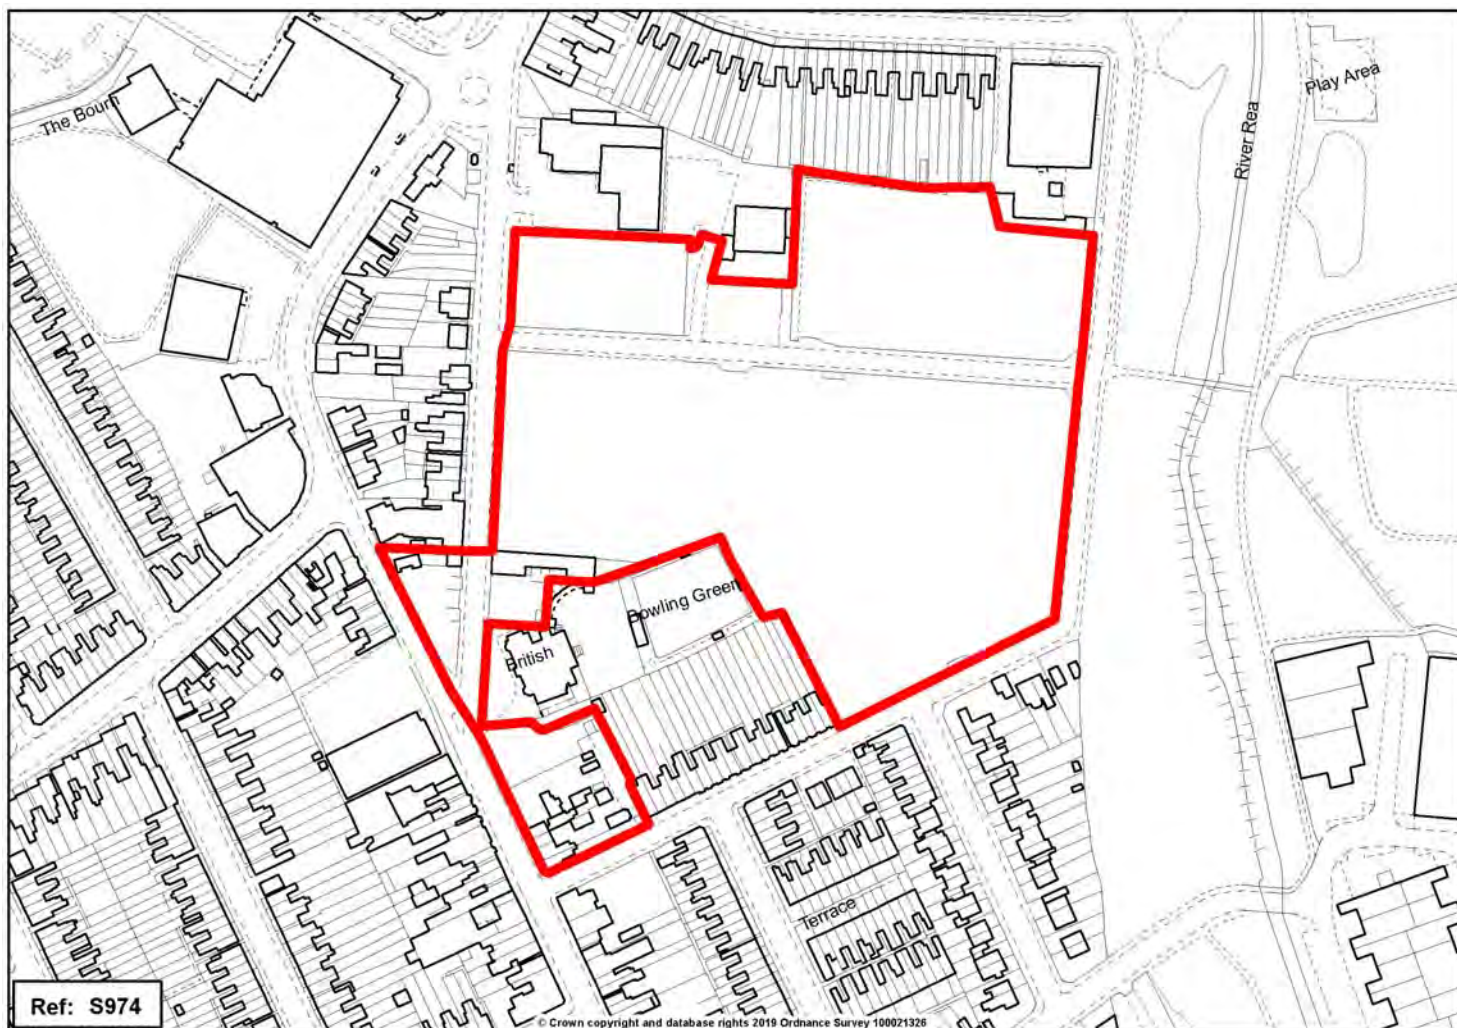 The Bourn
River Rea
Play Area
Bowling Green
British
Terrace
Ref: S974
© Crown copyright and database rights 2019 Ordnance Survey 100021326